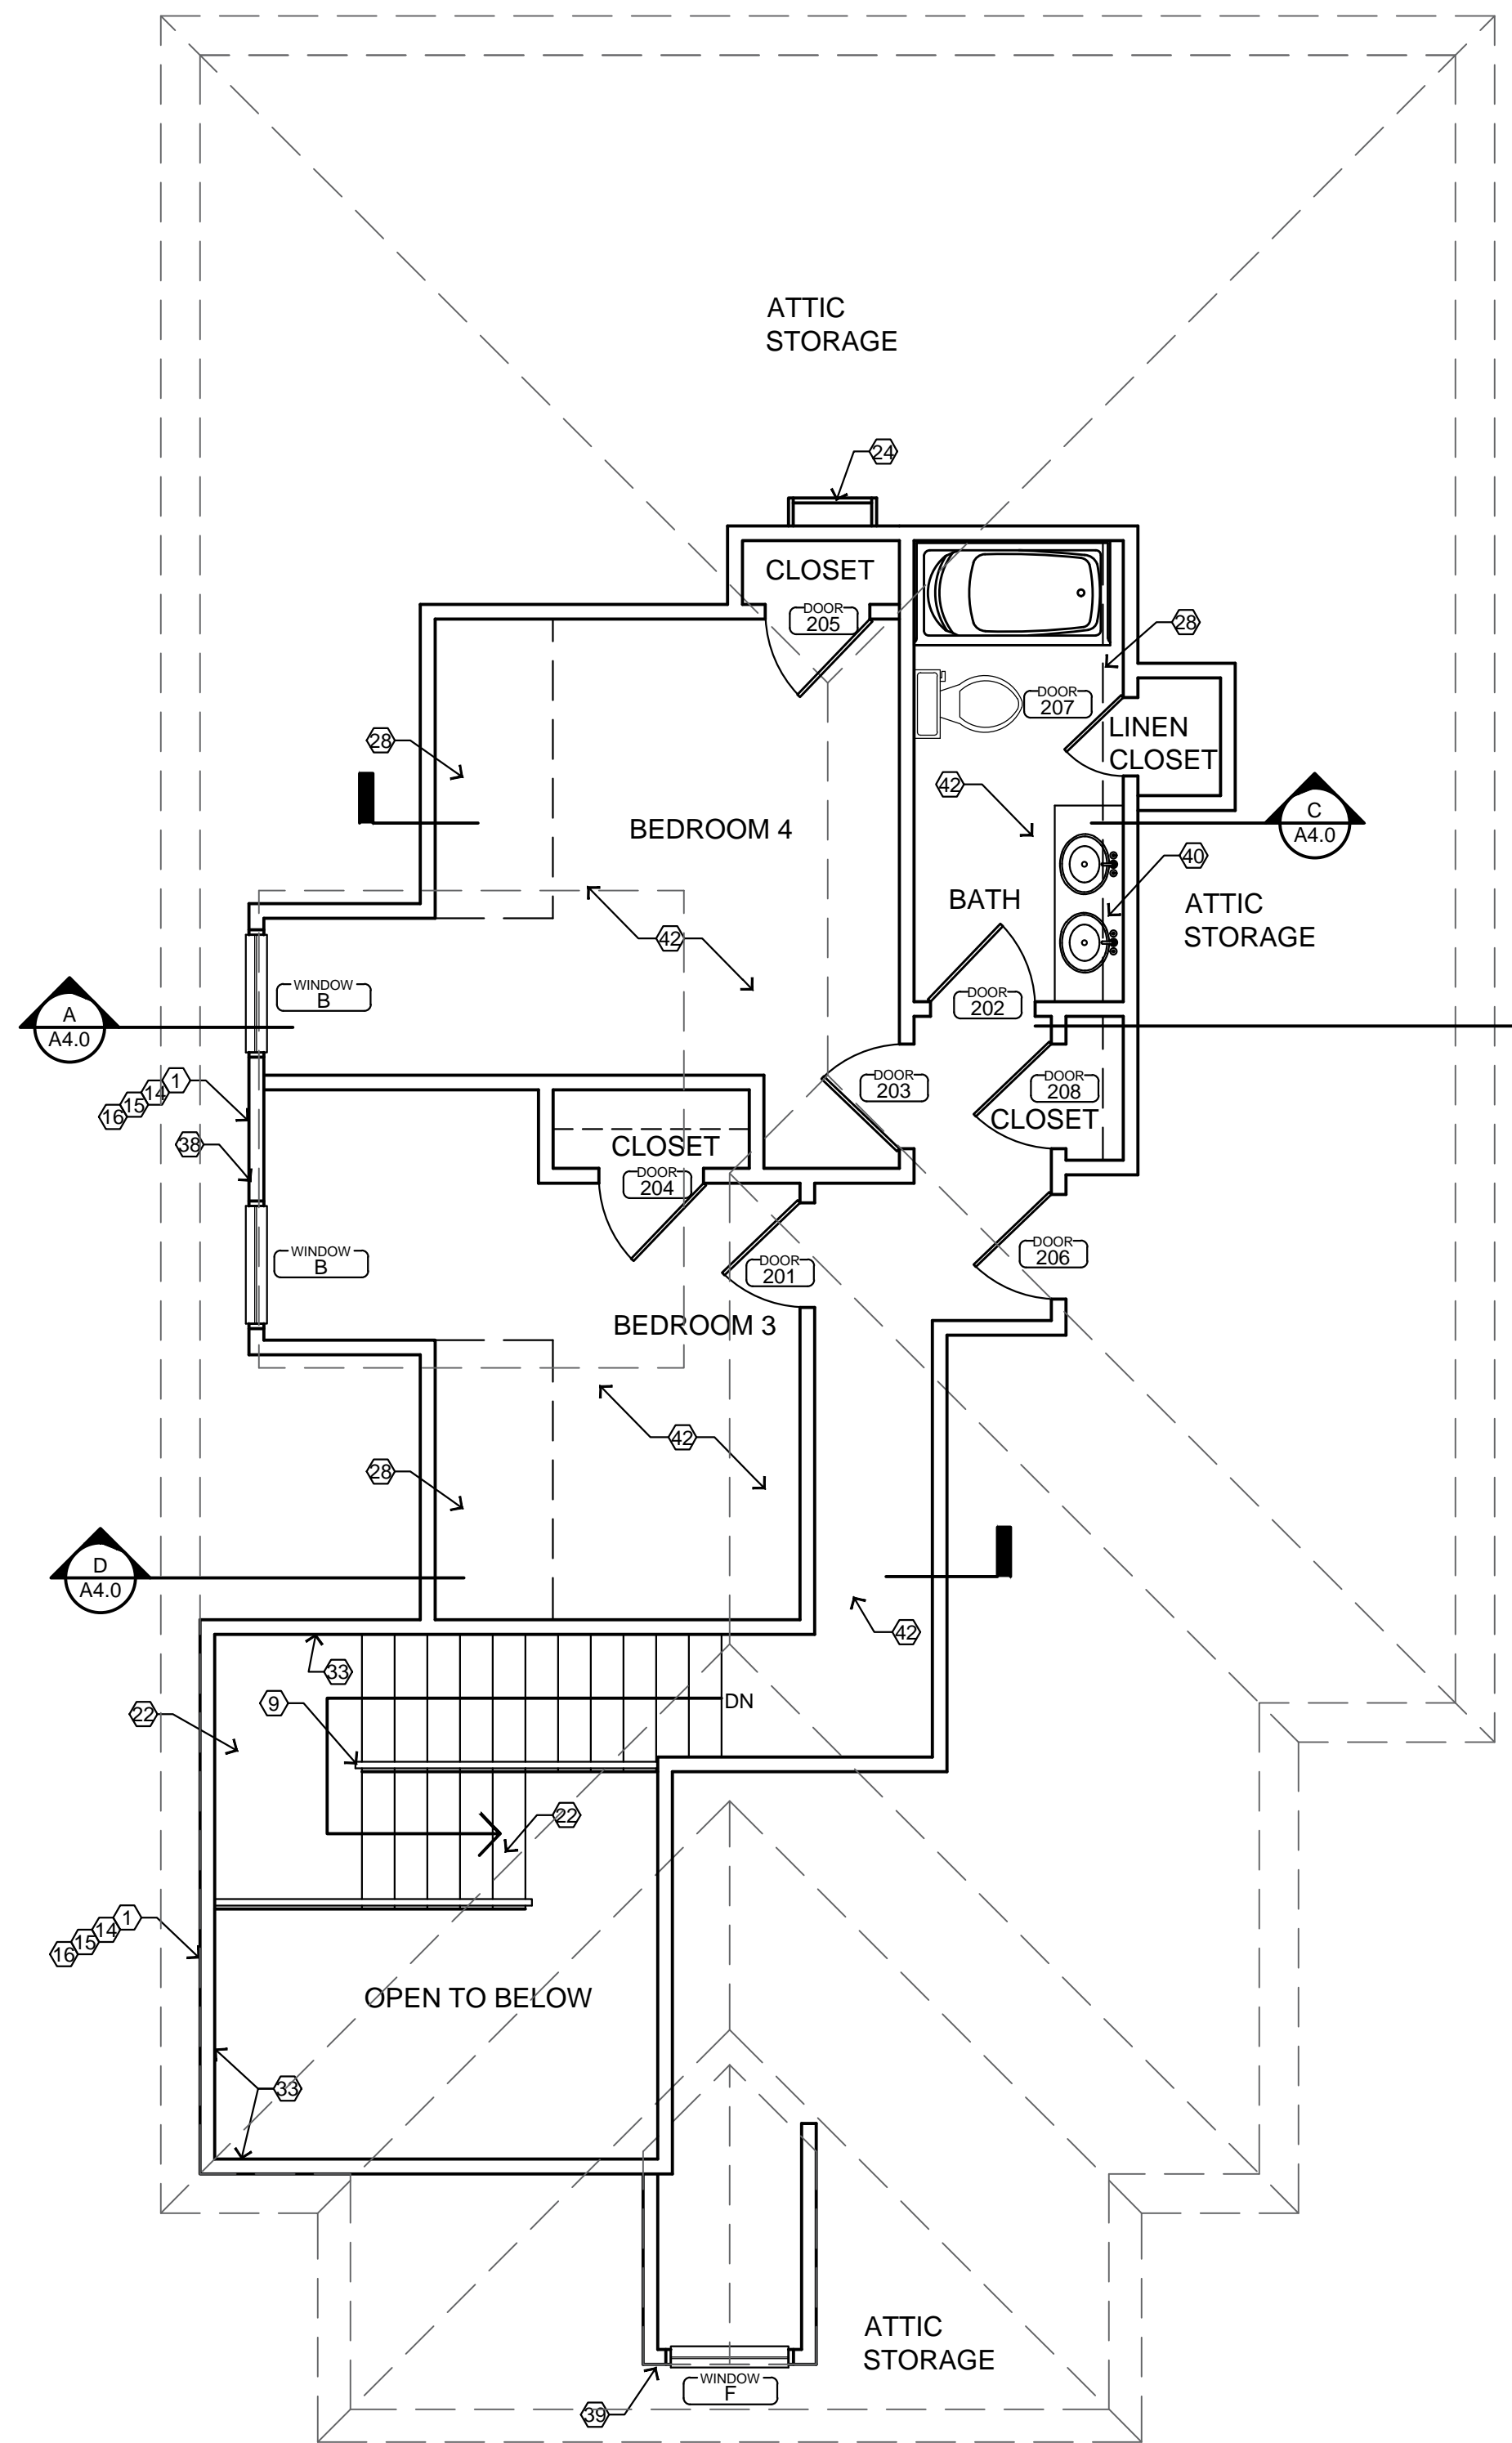 ATTIC
STORAGE
24
CLOSET
DOOR
205
28
DOOR
207
LINEN
CLOSET
28
42
C
A4.0
BEDROOM 4
40
BATH
ATTIC
STORAGE
42
WINDOW
B
DOOR
202
A
A4.0
1
14
15
16
DOOR
203
DOOR
208
CLOSET
38
CLOSET
DOOR
204
WINDOW
B
DOOR
201
DOOR
206
BEDROOM 3
42
28
D
A4.0
42
33
9
DN
22
22
1
14
15
16
OPEN TO BELOW
33
ATTIC
STORAGE
WINDOW
F
39